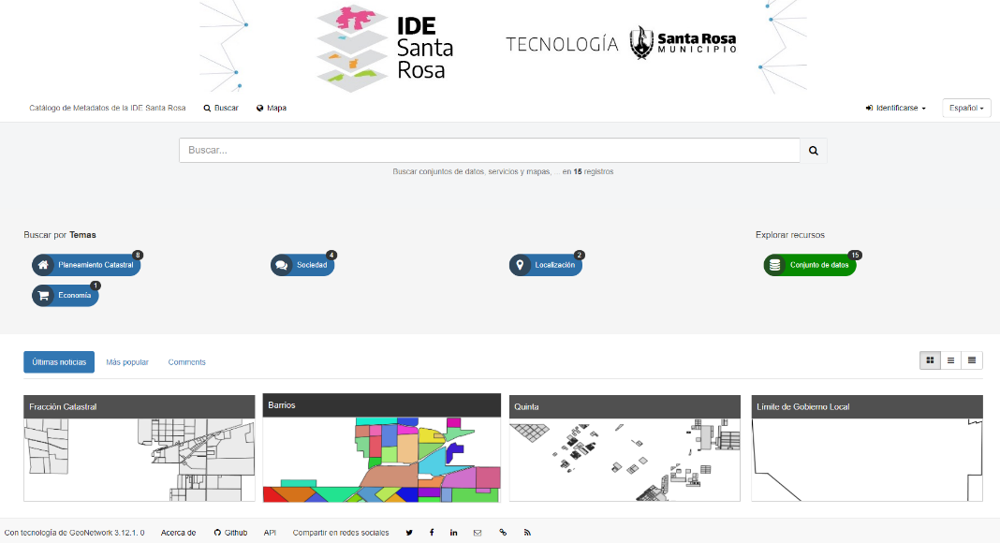 IDE
Santa
Rosa
TECNOLOGÍA
Santa Rosa
MUNICIPIO
Catálogo de Metadatos de la IDE Santa Rosa
Buscar
Mapa
Identificarse
Español
Buscar...
Buscar conjuntos de datos, servicios y mapas, ... en 15 registros
Buscar por Temas
Explorar recursos
Planeamiento Catastral 8
Sociedad 4
Localización 2
Conjunto de datos 15
Economía 1
Últimas noticias
Más popular
Comments
Fracción Catastral
Barrios
Quinta
Límite de Gobierno Local
Con tecnología de GeoNetwork 3.12.1. 0
Acerca de
Github
API
Compartir en redes sociales